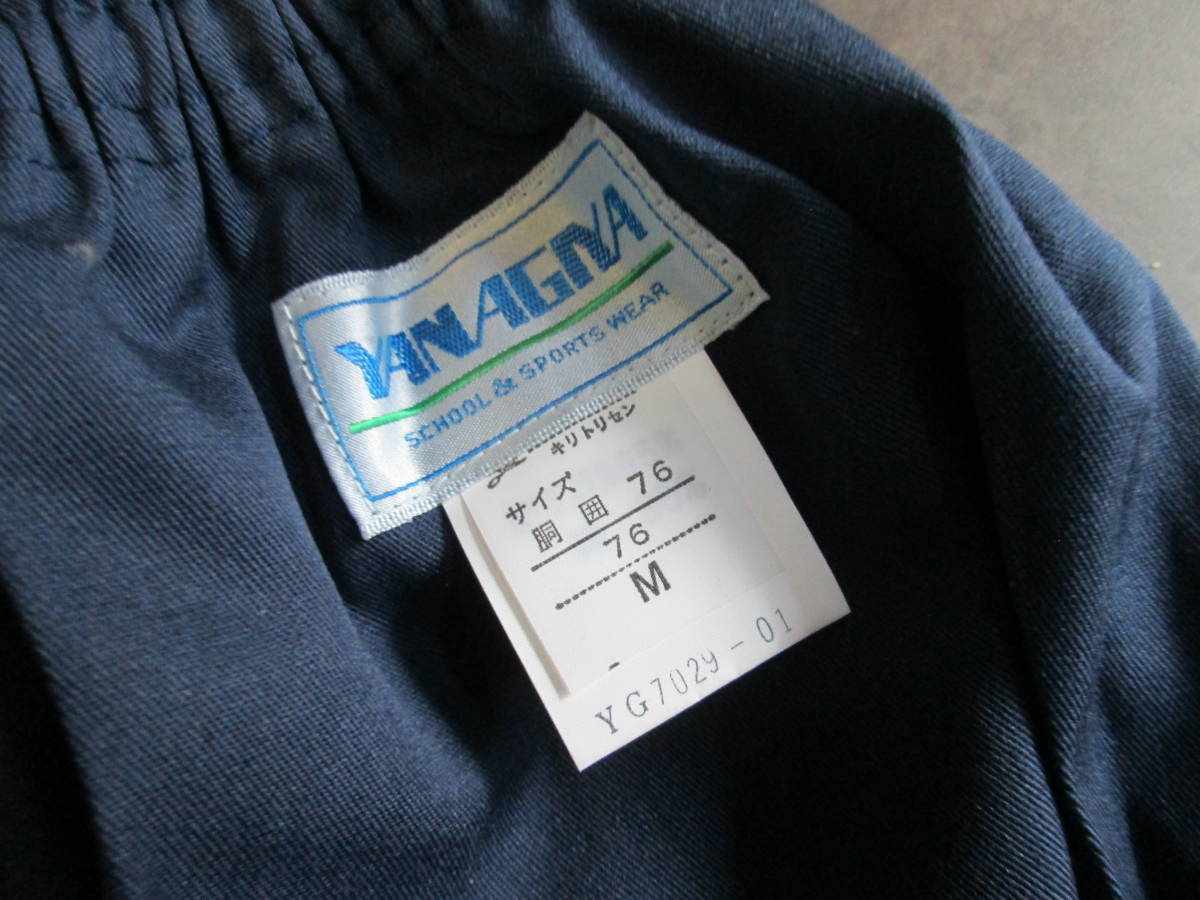 YANAGIYA
SCHOOL & SPORTS WEAR
キリトリセン
サイズ
胴囲 76
76
M
YG7029-01